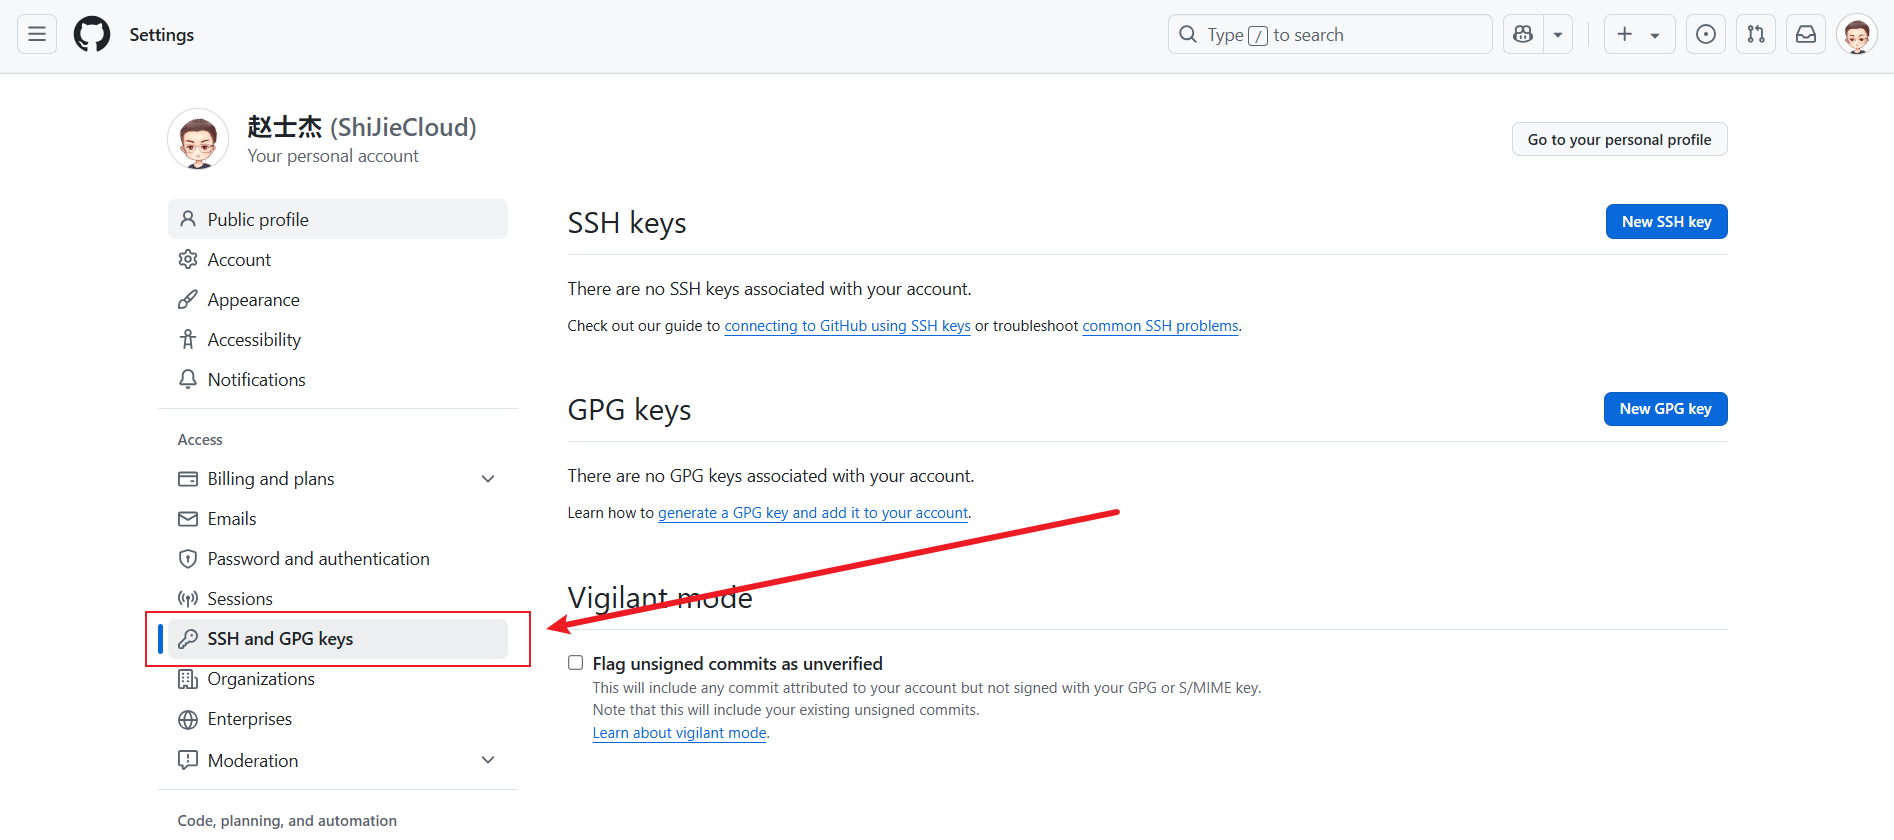 Settings
Type / to search
赵士杰 (ShiJieCloud)
Your personal account
Go to your personal profile
Public profile
Account
Appearance
Accessibility
Notifications
Access
Billing and plans
Emails
Password and authentication
Sessions
SSH and GPG keys
Organizations
Enterprises
Moderation
Code, planning, and automation
SSH keys
New SSH key
There are no SSH keys associated with your account.
Check out our guide to connecting to GitHub using SSH keys or troubleshoot common SSH problems.
GPG keys
New GPG key
There are no GPG keys associated with your account.
Learn how to generate a GPG key and add it to your account.
Vigilant mode
Flag unsigned commits as unverified
This will include any commit attributed to your account but not signed with your GPG or S/MIME key.
Note that this will include your existing unsigned commits.
Learn about vigilant mode.